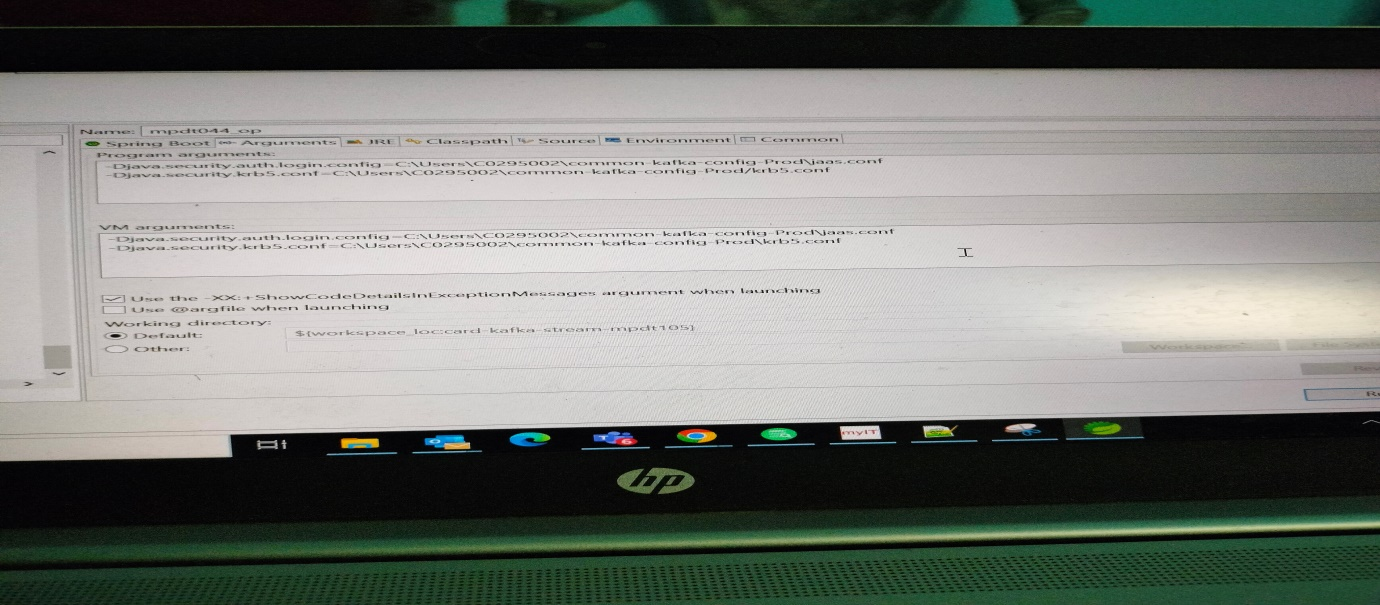 Name: mpdt044_op
Spring Boot Arguments JRE Classpath Source Environment Common
Program arguments:
-Djava.security.auth.login.config=C:\Users\C0295002\common-kafka-config-Prod\jaas.conf
-Djava.security.krb5.conf=C:\Users\C0295002\common-kafka-config-Prod/krb5.conf
VM arguments:
-Djava.security.auth.login.config=C:\Users\C0295002\common-kafka-config-Prod\jaas.conf
-Djava.security.krb5.conf=C:\Users\C0295002\common-kafka-config-Prod\krb5.conf
Use the -XX:+ShowCodeDetailsInExceptionMessages argument when launching
Use @argfile when launching
Working directory:
Default: ${workspace_loc:card-kafka-stream-mpdt105}
Other:
Workspace...
6
myIT
hp